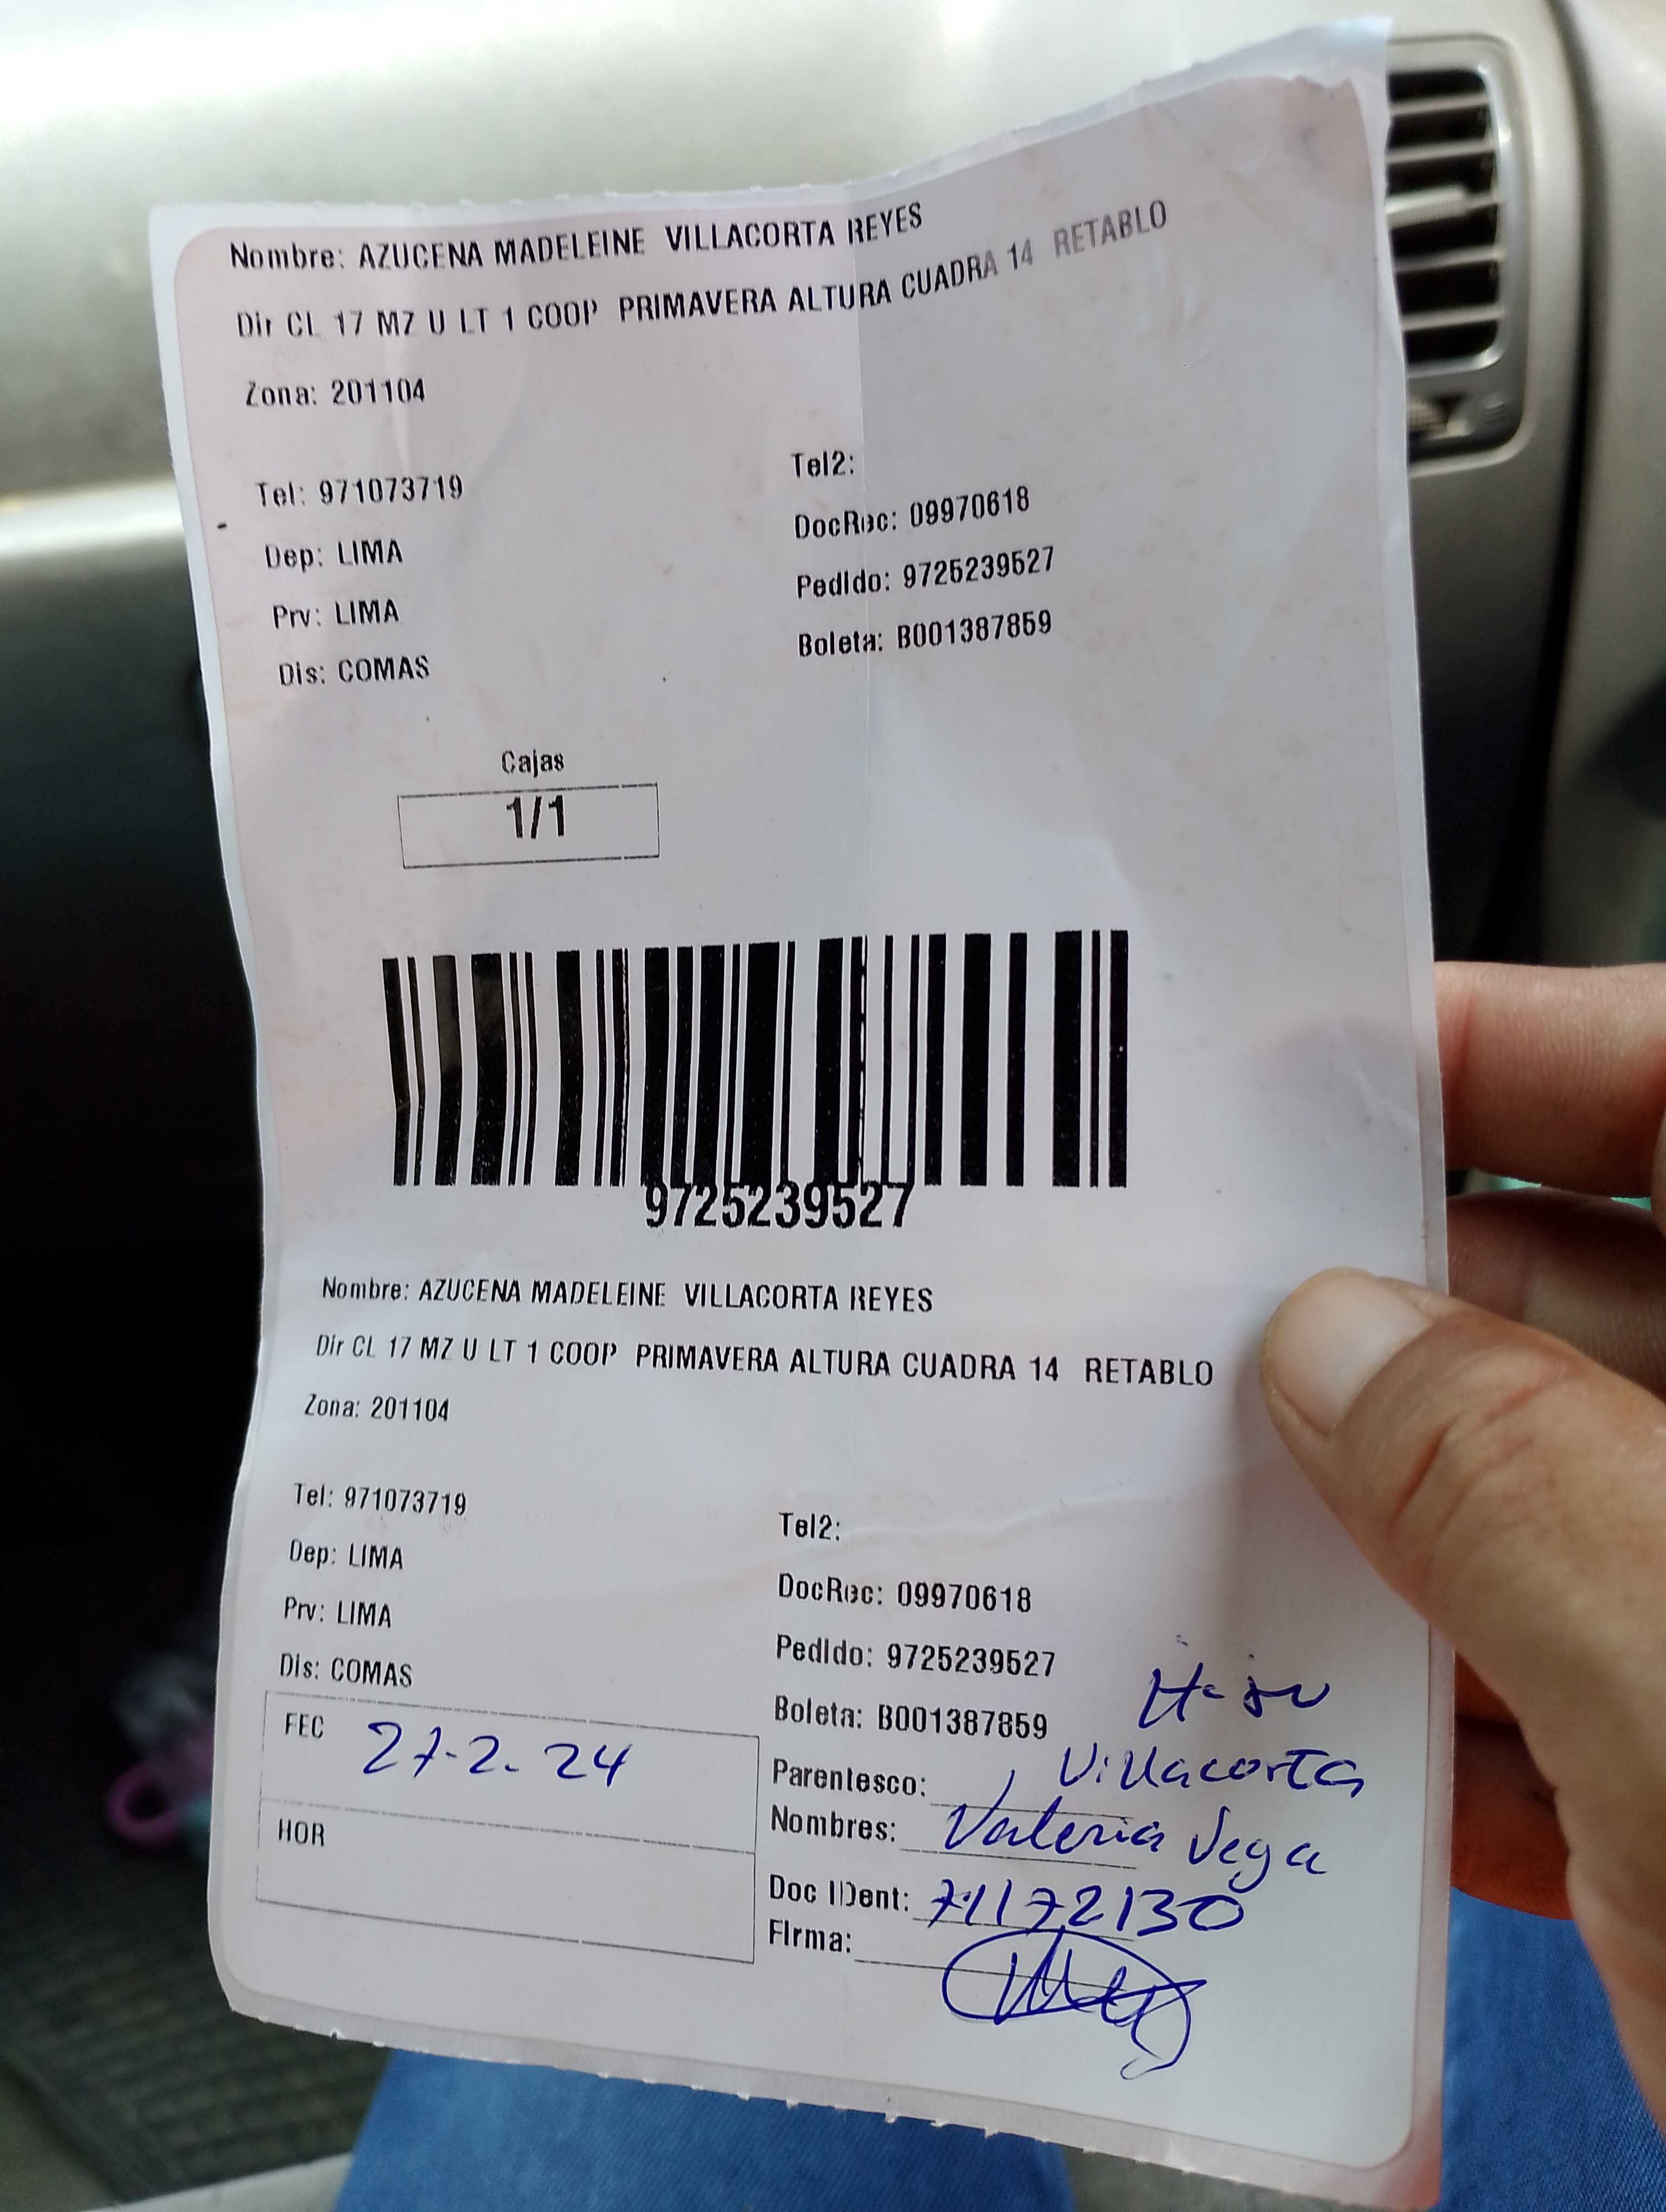 Nombre: AZUCENA MADELEINE VILLACORTA REYES
Dir CL 17 MZ U LT 1 COOP PRIMAVERA ALTURA CUADRA 14 RETABLO
Zona: 201104
Tel: 971073719
Tel2:
Dep: LIMA
DocRec: 09970618
Prv: LIMA
Pedido: 9725239527
Dis: COMAS
Boleta: B001387859
Cajas
1/1
9725239527
Nombre: AZUCENA MADELEINE VILLACORTA REYES
Dir CL 17 MZ U LT 1 COOP PRIMAVERA ALTURA CUADRA 14 RETABLO
Zona: 201104
Tel: 971073719
Tel2:
Dep: LIMA
DocRec: 09970618
Prv: LIMA
Pedido: 9725239527
Dis: COMAS
Boleta: B001387859
FEC 27-2-24
HOR
Parentesco:
Villacorta
Nombres: Valeria Vega
Doc IDent: 71172130
Firma: